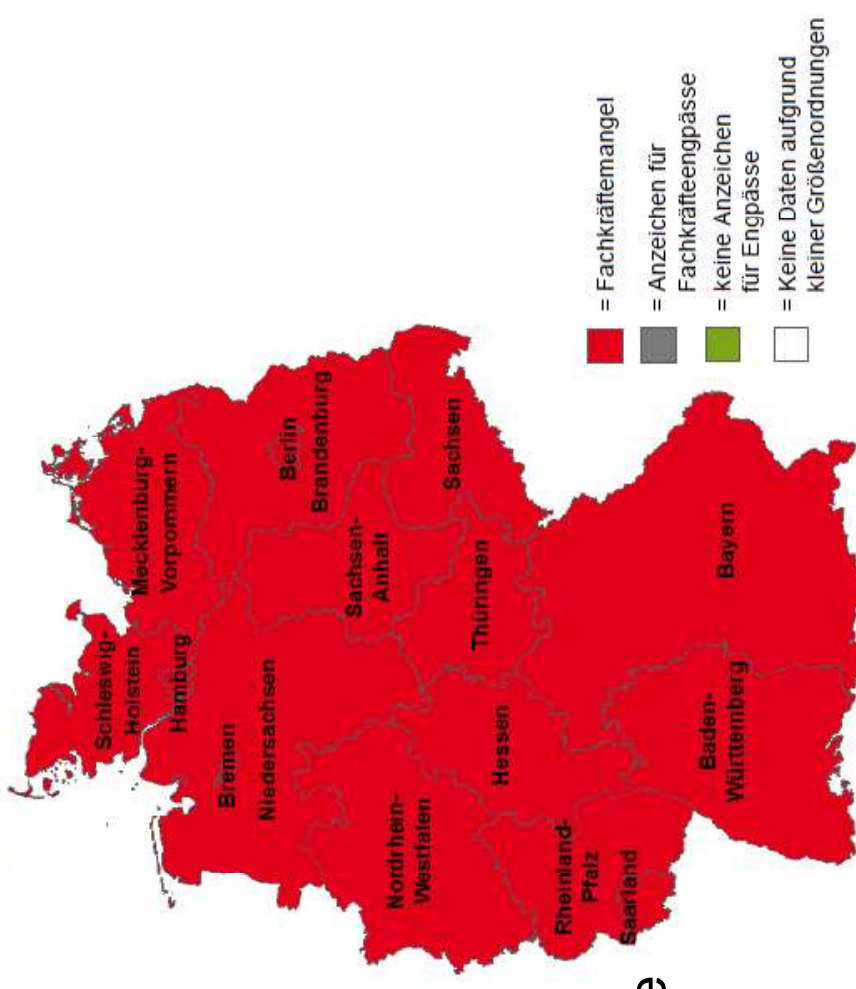 Schleswig-
Holstein
Mecklenburg-
Vorpommern
Hamburg
Bremen
Niedersachsen
Berlin
Brandenburg
Sachsen-
Anhalt
Nordrhein-
Westfalen
Hessen
Thüringen
Sachsen
Rheinland-
Pfalz
Saarland
Baden-
Württemberg
Bayern
= Fachkräftemangel
= Anzeichen für
Fachkräfteengpässe
= keine Anzeichen
für Engpässe
= Keine Daten aufgrund
kleiner Größenordnungen
e